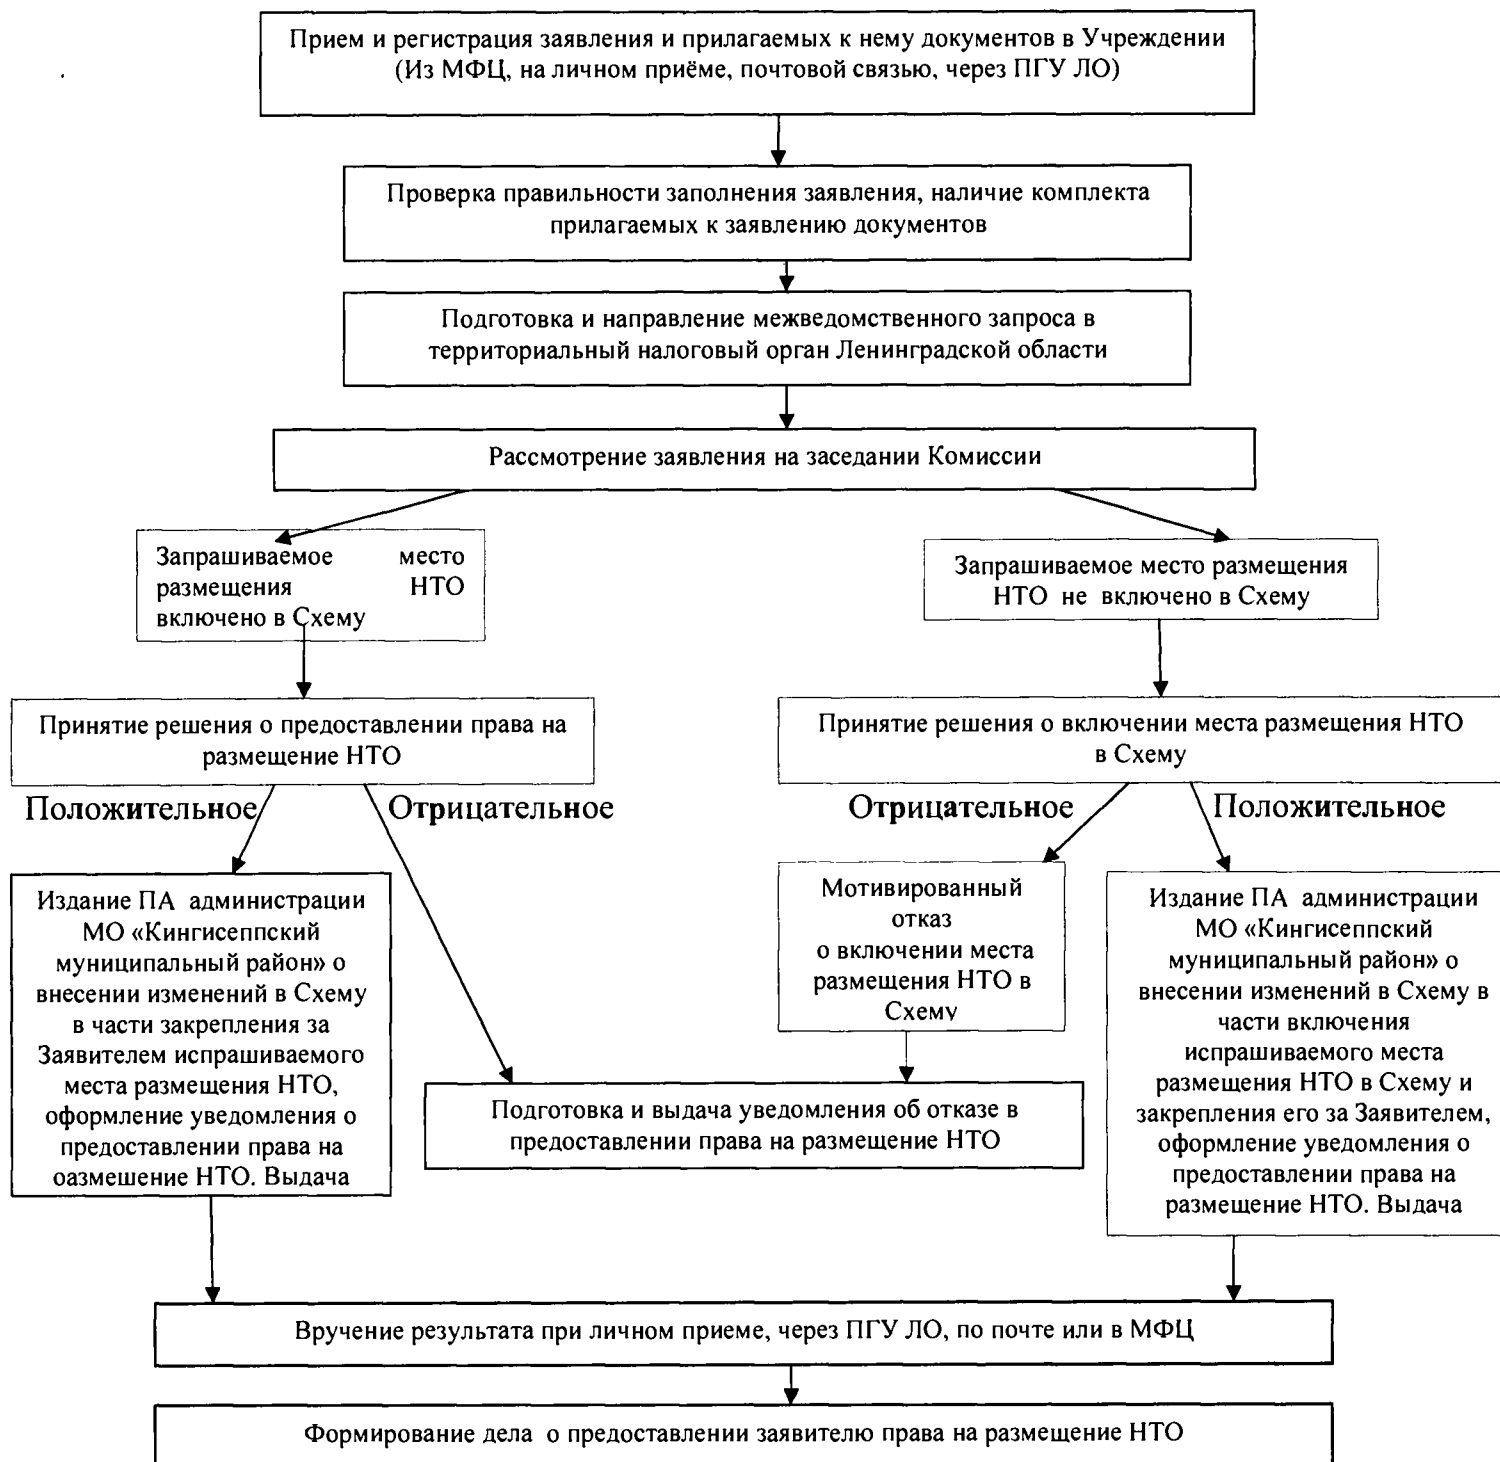 Прием и регистрация заявления и прилагаемых к нему документов в Учреждении
(Из МФЦ, на личном приёме, почтовой связью, через ПГУ ЛО)
Проверка правильности заполнения заявления, наличие комплекта
прилагаемых к заявлению документов
Подготовка и направление межведомственного запроса в
территориальный налоговый орган Ленинградской области
Рассмотрение заявления на заседании Комиссии
Запрашиваемое место
размещения НТО
включено в Схему
Запрашиваемое место размещения
НТО не включено в Схему
Принятие решения о предоставлении права на
размещение НТО
Принятие решения о включении места размещения НТО
в Схему
Положительное
Отрицательное
Отрицательное
Положительное
Издание ПА администрации
МО «Кингисеппский
муниципальный район» о
внесении изменений в Схему
в части закрепления за
Заявителем испрашиваемого
места размещения НТО,
оформление уведомления о
предоставлении права на
размещение НТО. Выдача
Мотивированный
отказ
о включении места
размещения НТО в
Схему
Издание ПА администрации
МО «Кингисеппский
муниципальный район» о
внесении изменений в Схему в
части включения
испрашиваемого места
размещения НТО в Схему и
закрепления его за Заявителем,
оформление уведомления о
предоставлении права на
размещение НТО. Выдача
Подготовка и выдача уведомления об отказе в
предоставлении права на размещение НТО
Вручение результата при личном приеме, через ПГУ ЛО, по почте или в МФЦ
Формирование дела о предоставлении заявителю права на размещение НТО